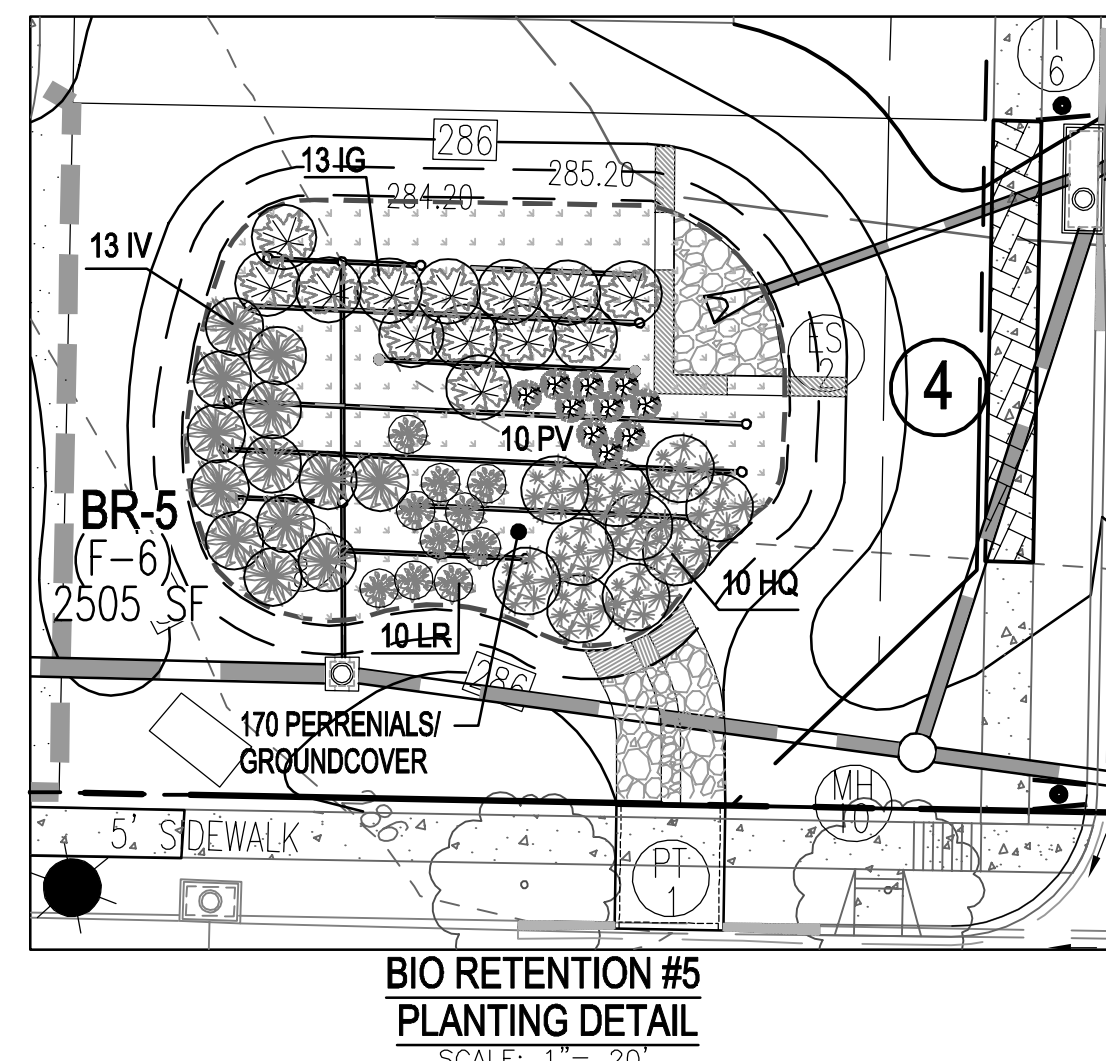 I
6
286
13 IG
285.20
284.20
13 IV
ES
2
4
10 PV
BR-5
(F-6)
2505 SF
10 HQ
10 LR
286
170 PERRENIALS/
GROUNDCOVER
286
MH
10
5' SIDEWALK
PT
1
BIO RETENTION #5
PLANTING DETAIL
SCALE: 1"= 20'